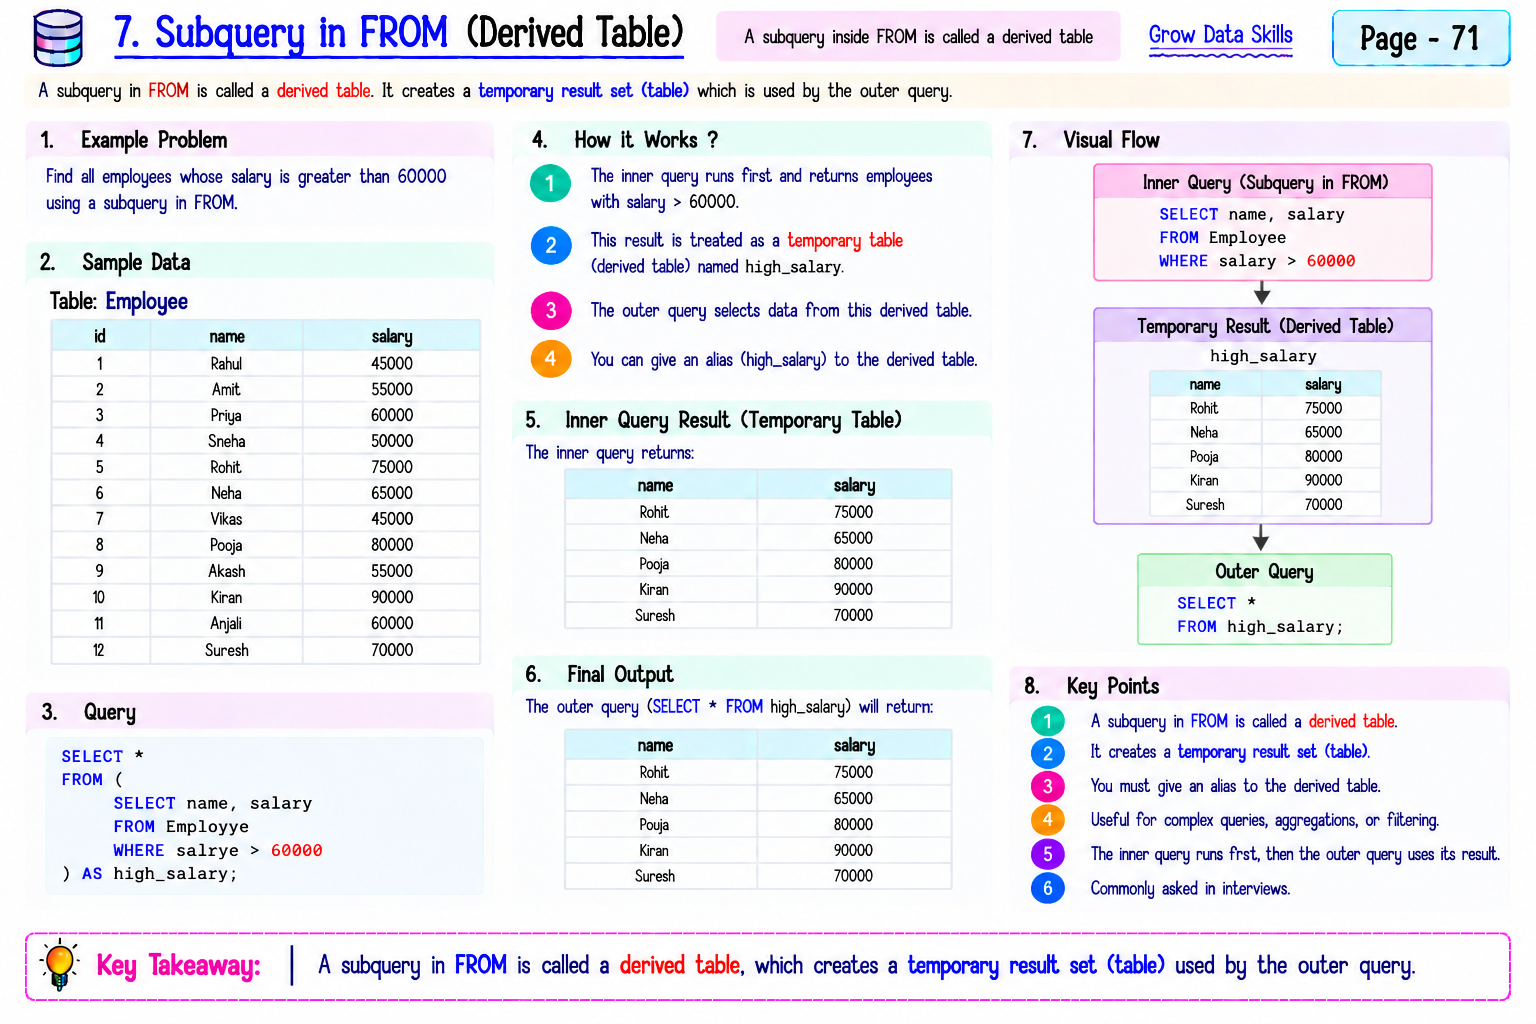 7. Subquery in FROM (Derived Table)
A subquery inside FROM is called a derived table
Grow Data Skills
Page - 71
A subquery in FROM is called a derived table. It creates a temporary result set (table) which is used by the outer query.
1. Example Problem
Find all employees whose salary is greater than 60000
using a subquery in FROM.
2. Sample Data
Table: Employee
id name salary
1 Rahul 45000
2 Amit 55000
3 Priya 60000
4 Sneha 50000
5 Rohit 75000
6 Neha 65000
7 Vikas 45000
8 Pooja 80000
9 Akash 55000
10 Kiran 90000
11 Anjali 60000
12 Suresh 70000
3. Query
SELECT *
FROM (
SELECT name, salary
FROM Employye
WHERE salrye > 60000
) AS high_salary;
4. How it Works ?
1 The inner query runs first and returns employees
with salary > 60000.
2 This result is treated as a temporary table
(derived table) named high_salary.
3 The outer query selects data from this derived table.
4 You can give an alias (high_salary) to the derived table.
5. Inner Query Result (Temporary Table)
The inner query returns:
name salary
Rohit 75000
Neha 65000
Pooja 80000
Kiran 90000
Suresh 70000
6. Final Output
The outer query (SELECT * FROM high_salary) will return:
name salary
Rohit 75000
Neha 65000
Pouja 80000
Kiran 90000
Suresh 70000
7. Visual Flow
Inner Query (Subquery in FROM)
SELECT name, salary
FROM Employee
WHERE salary > 60000
Temporary Result (Derived Table)
high_salary
name salary
Rohit 75000
Neha 65000
Pooja 80000
Kiran 90000
Suresh 70000
Outer Query
SELECT *
FROM high_salary;
8. Key Points
1 A subquery in FROM is called a derived table.
2 It creates a temporary result set (table).
3 You must give an alias to the derived table.
4 Useful for complex queries, aggregations, or filtering.
5 The inner query runs frst, then the outer query uses its result.
6 Commonly asked in interviews.
Key Takeaway: A subquery in FROM is called a derived table, which creates a temporary result set (table) used by the outer query.